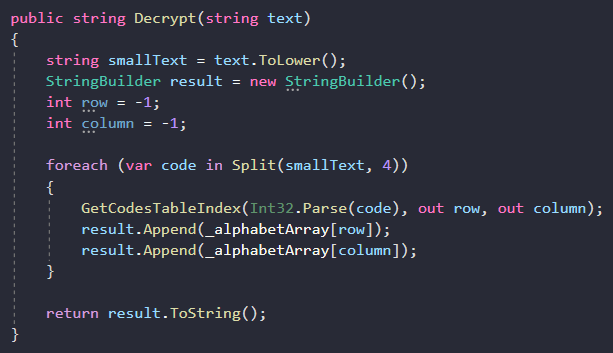 public string Decrypt(string text)
{
    string smallText = text.ToLower();
    StringBuilder result = new StringBuilder();
    int row = -1;
    int column = -1;

    foreach (var code in Split(smallText, 4))
    {
        GetCodesTableIndex(Int32.Parse(code), out row, out column);
        result.Append(_alphabetArray[row]);
        result.Append(_alphabetArray[column]);
    }

    return result.ToString();
}